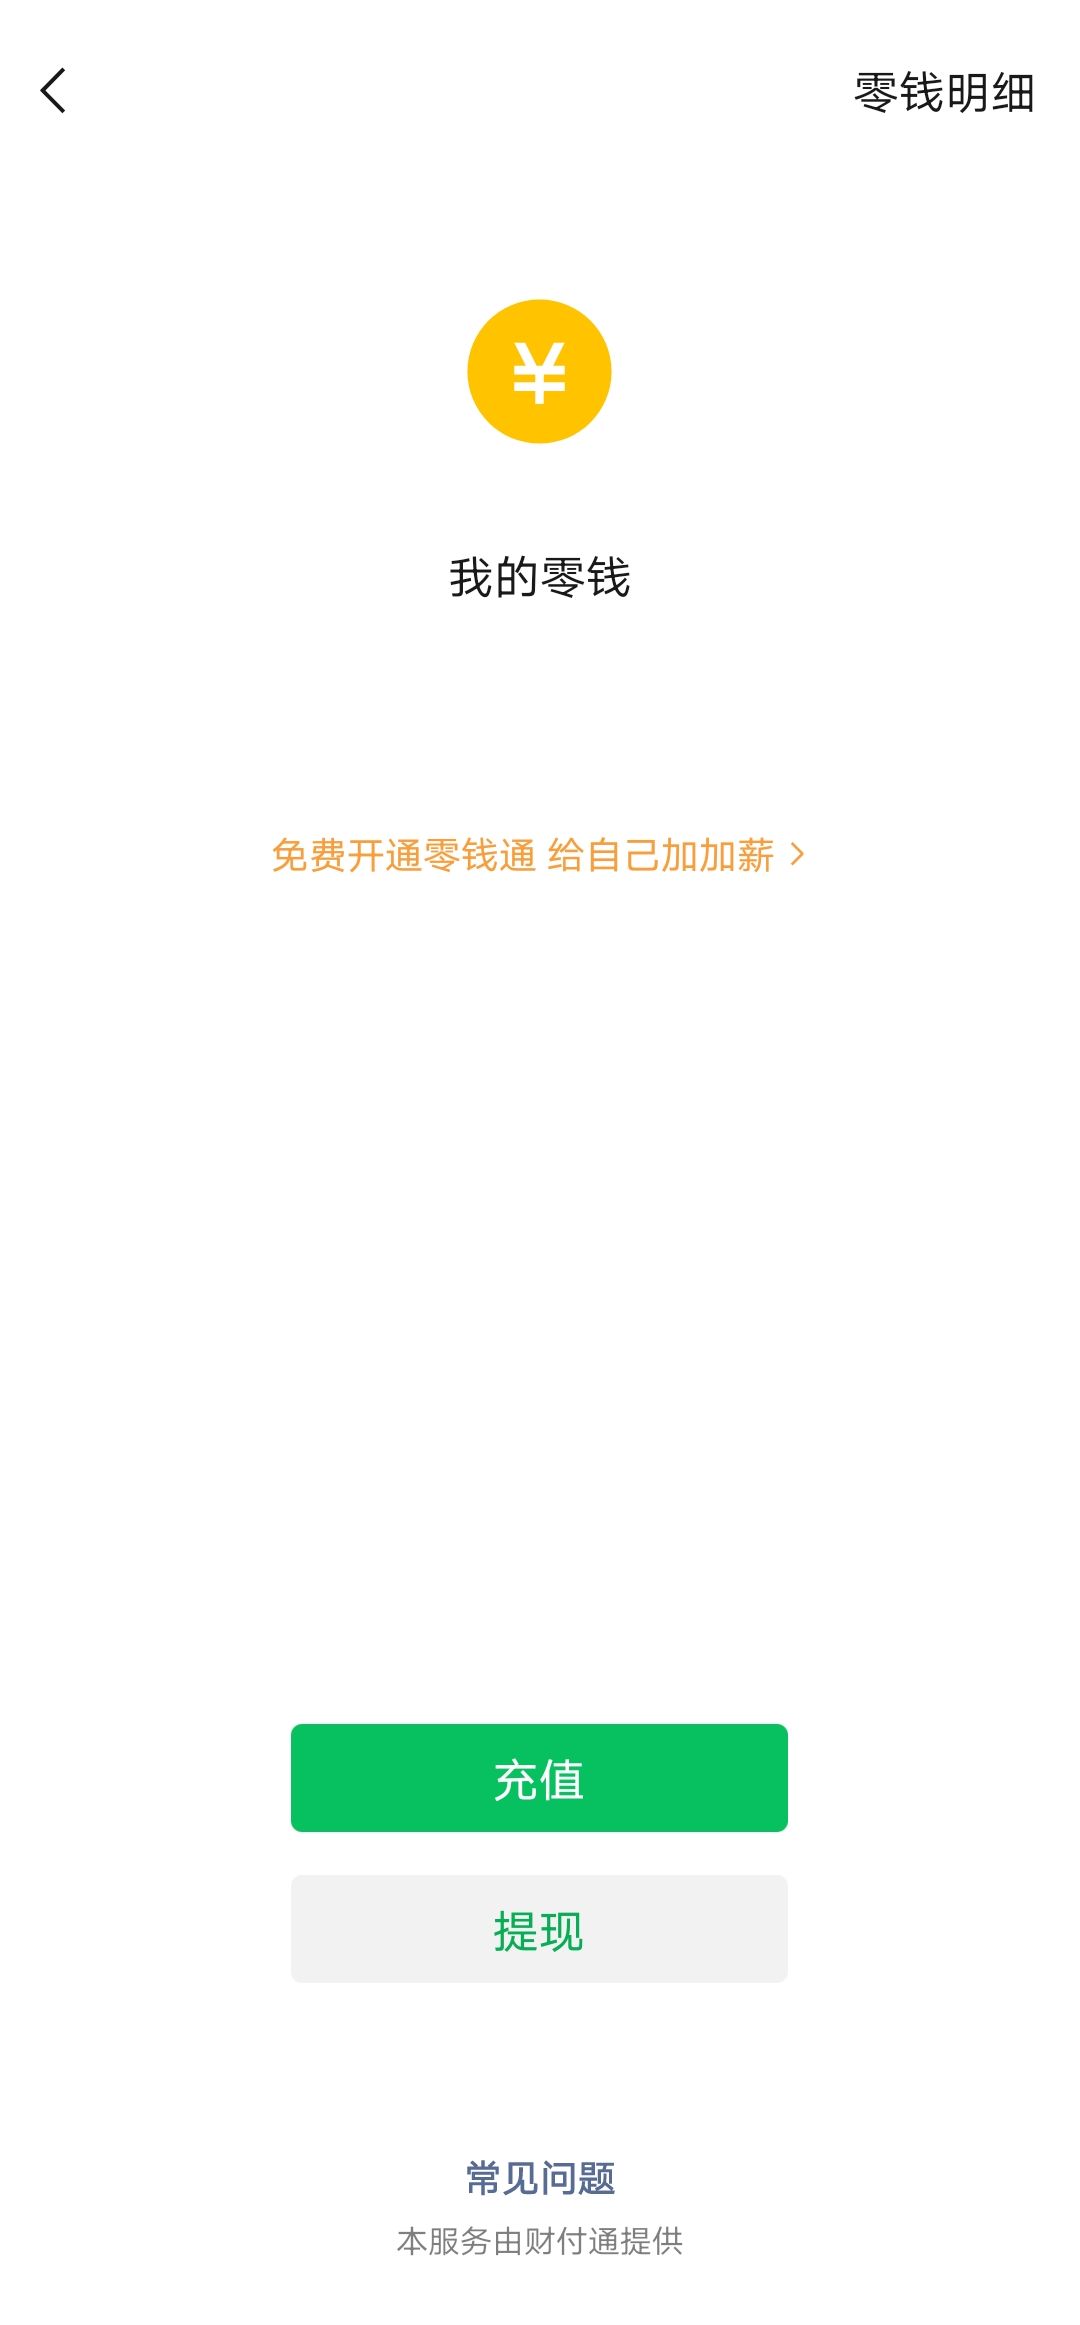 零钱明细
¥
我的零钱
免费开通零钱通 给自己加加薪 >
充值
提现
常见问题
本服务由财付通提供